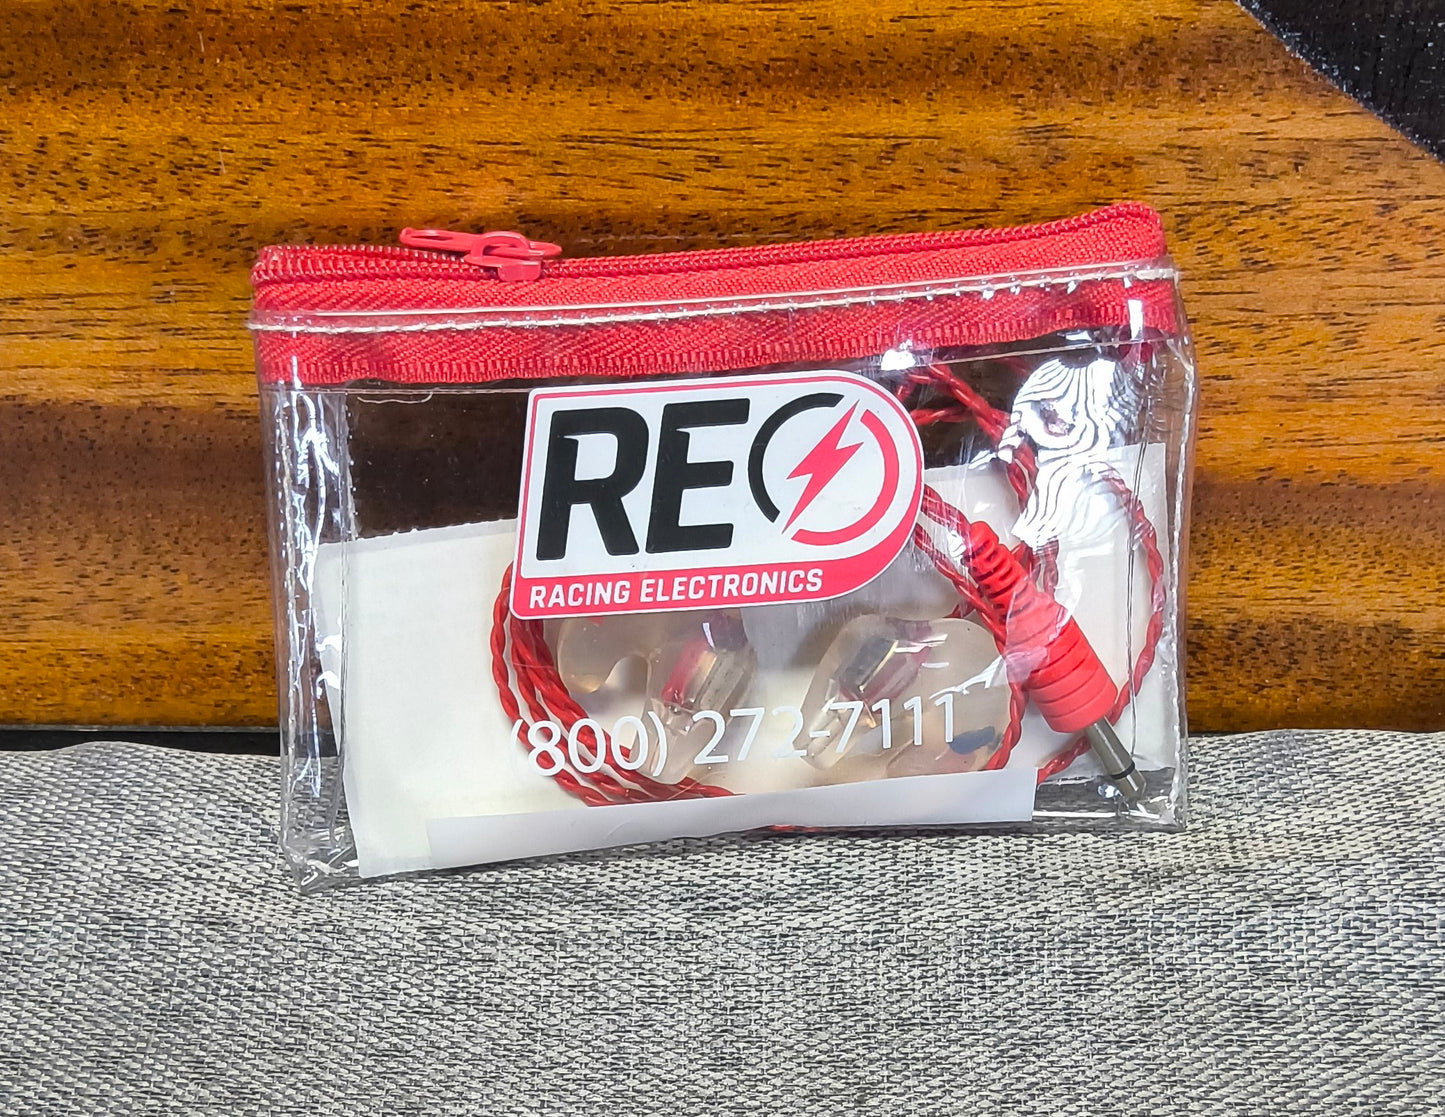 RE
RACING ELECTRONICS
(800) 272-7111